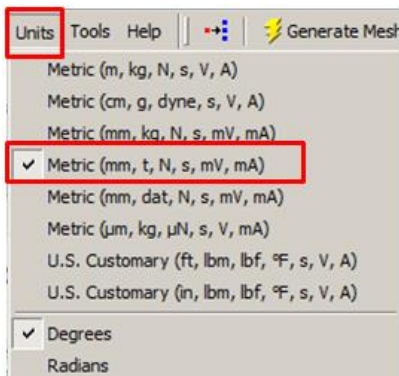 Units Tools Help Generate Mesh
Metric (m, kg, N, s, V, A)
Metric (cm, g, dyne, s, V, A)
Metric (mm, kg, N, s, mV, mA)
Metric (mm, t, N, s, mV, mA)
Metric (mm, dat, N, s, mV, mA)
Metric (µm, kg, µN, s, V, mA)
U.S. Customary (ft, lbm, lbf, °F, s, V, A)
U.S. Customary (in, lbm, lbf, °F, s, V, A)
Degrees
Radians